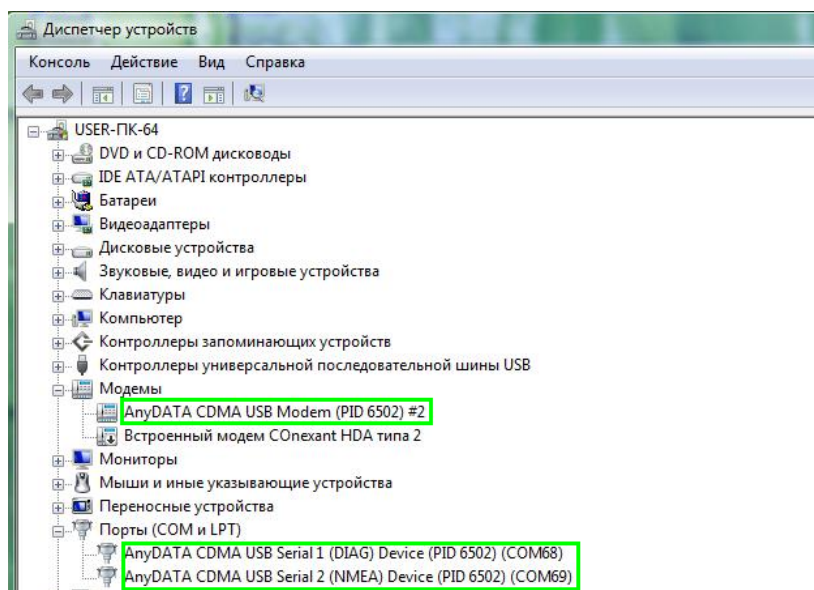 Диспетчер устройств
Консоль Действие Вид Справка
USER-ПК-64
DVD и CD-ROM дисководы
IDE ATA/ATAPI контроллеры
Батареи
Видеоадаптеры
Дисковые устройства
Звуковые, видео и игровые устройства
Клавиатуры
Компьютер
Контроллеры запоминающих устройств
Контроллеры универсальной последовательной шины USB
Модемы
AnyDATA CDMA USB Modem (PID 6502) #2
Встроенный модем COnexant HDA типа 2
Мониторы
Мыши и иные указывающие устройства
Переносные устройства
Порты (COM и LPT)
AnyDATA CDMA USB Serial 1 (DIAG) Device (PID 6502) (COM68)
AnyDATA CDMA USB Serial 2 (NMEA) Device (PID 6502) (COM69)